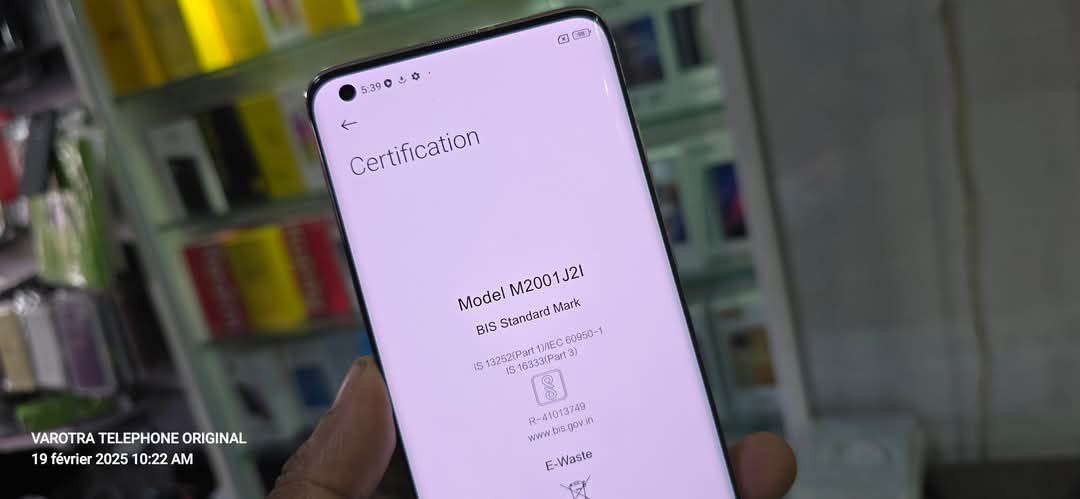 5:39
98
Certification
Model M2001J2I
BIS Standard Mark
IS 13252(Part 1)/IEC 60950-1
IS 16333(Part 3)
R-41013749
www.bis.gov.in
E-Waste
VAROTRA TELEPHONE ORIGINAL
19 février 2025 10:22 AM